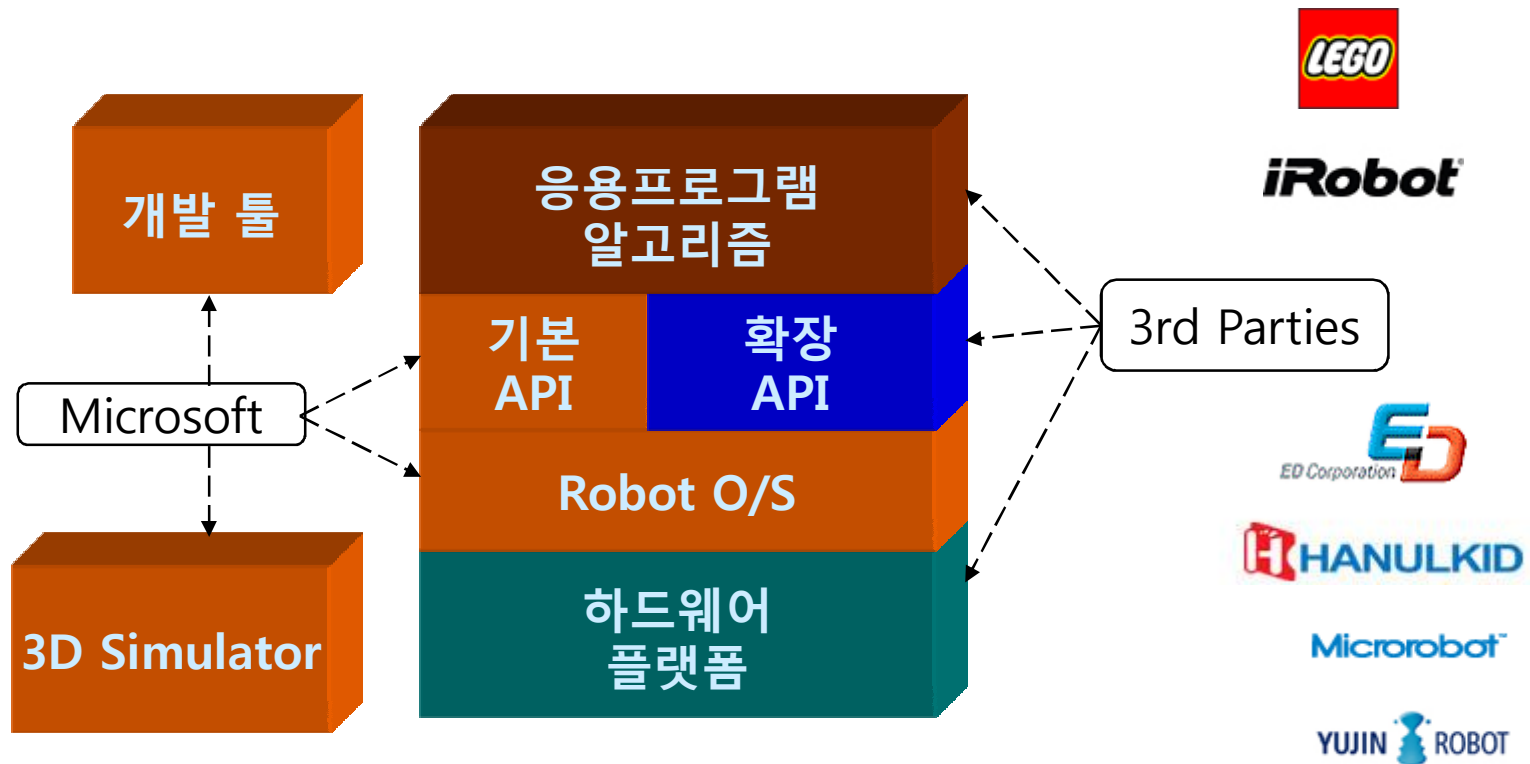 개발 툴
Microsoft
3D Simulator
응용프로그램
알고리즘
기본
API
확장
API
Robot O/S
하드웨어
플랫폼
3rd Parties
LEGO
iRobot
ED
ED Corporation
H HANULKID
Microrobot™
YUJIN ROBOT